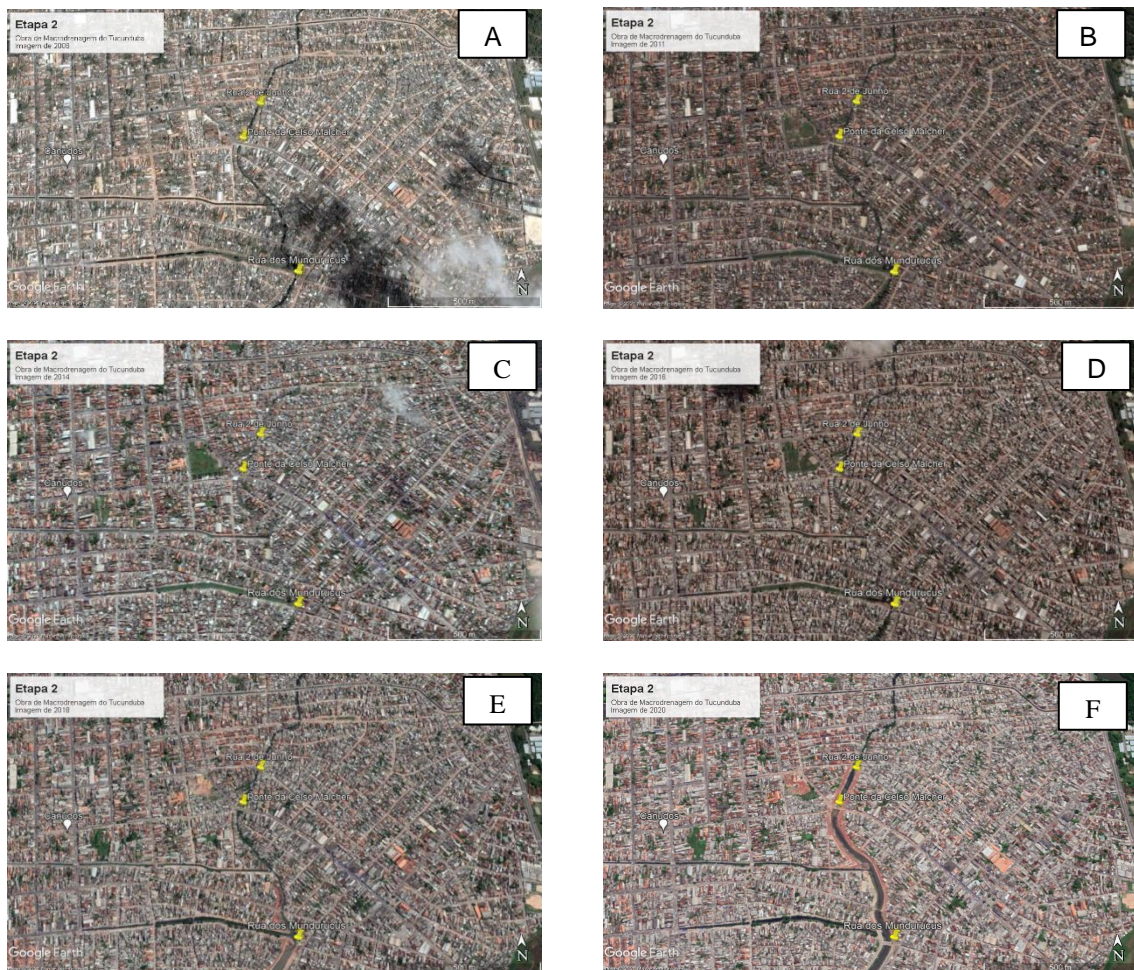 Etapa 2
Obra de Macrodrenagem do Tucunduba
Imagem de 2009
A
Rua 2 de Junho
Ponte da Celso Malcher
Canudos
Rua dos Mundurucus
Google Earth
N
500 m
Etapa 2
Obra de Macrodrenagem do Tucunduba
Imagem de 2011
B
Rua 2 de Junho
Ponte da Celso Malcher
Canudos
Rua dos Mundurucus
Google Earth
N
500 m
Etapa 2
Obra de Macrodrenagem do Tucunduba
Imagem de 2014
C
Rua 2 de Junho
Ponte da Celso Malcher
Canudos
Rua dos Mundurucus
Google Earth
N
500 m
Etapa 2
Obra de Macrodrenagem do Tucunduba
Imagem de 2016
D
Rua 2 de Junho
Ponte da Celso Malcher
Canudos
Rua dos Mundurucus
Google Earth
N
500 m
Etapa 2
Obra de Macrodrenagem do Tucunduba
Imagem de
E
Rua 2 de Junho
Ponte da Celso Malcher
Canudos
Rua dos Mundurucus
Google Earth
N
Etapa 2
Obra de Macrodrenagem do Tucunduba
Imagem de 2020
F
Rua 2 de Junho
Ponte da Celso Malcher
Canudos
Rua dos Mundurucus
Google Earth
N